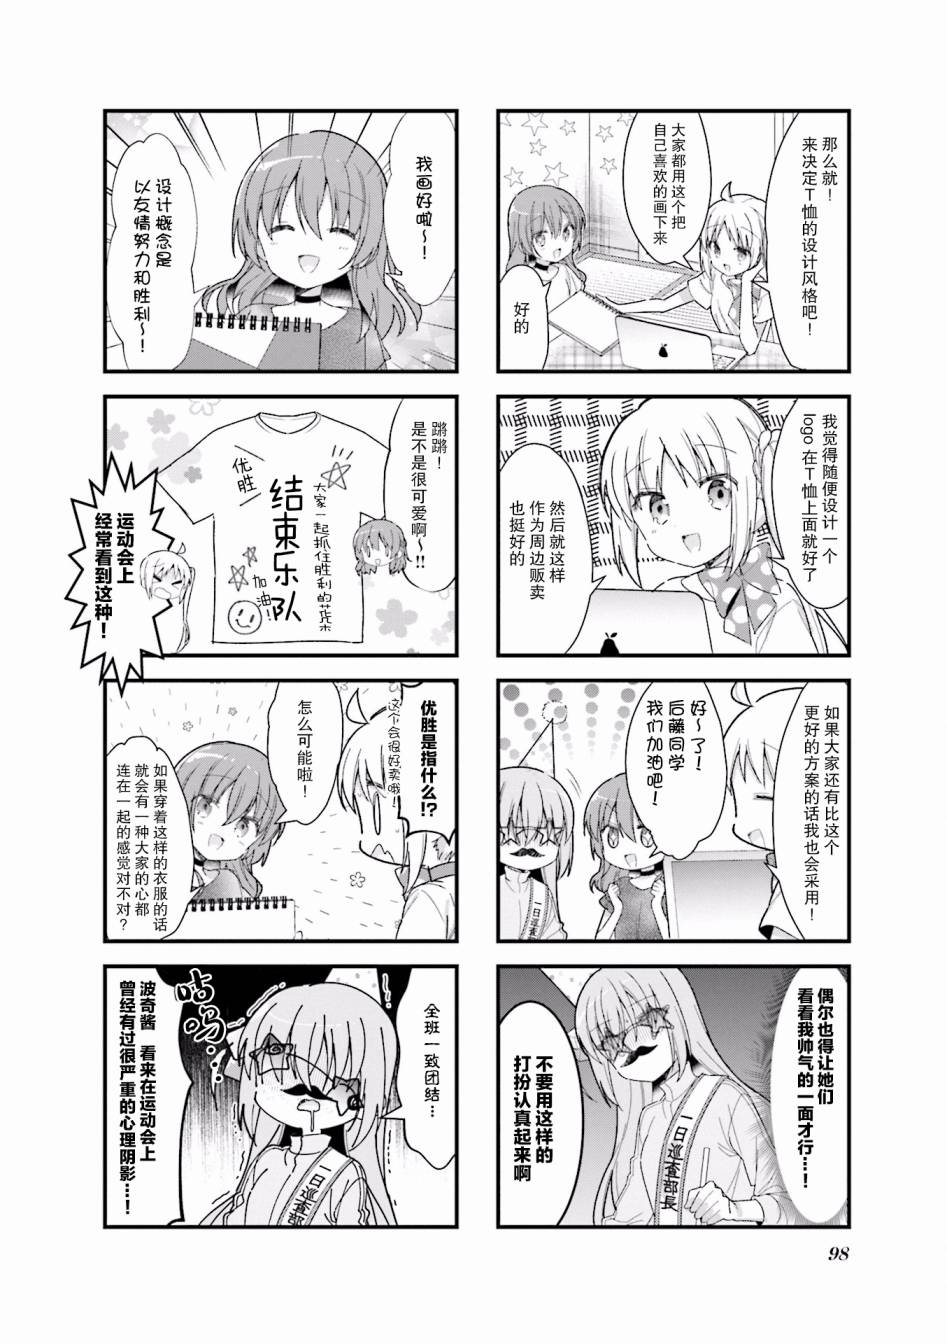 那么就！
来决定T恤的设计风格吧！
大家都用这个把
自己喜欢的画下来
好的
我觉得随便设计一个
logo 在T恤上面就好了
然后就这样
作为周边贩卖
也挺好的
如果大家还有比这个
更好的方案的话我也会采用！
好～了！
后藤同学
我们加油吧！
一日巡査部
偶尔也得让她们
看看我帅气的一面才行…！
不要用这样的
打扮认真起来啊
一日巡査部長
我画好啦～！
设计概念是
以友情努力和胜利～！
蹡蹡！
是不是很可爱啊～!!
优胜
结束乐队
大家一起抓住胜利的花朵
加油！
运动会上
经常看到这种！
优胜是指什么!?
这个会很好卖哦！
怎么可能啦！
如果穿着这样的衣服的话
就会有一种大家的心都
连在一起的感觉对不对？
全班一致团结…
咕呜…
一日巡査部
波奇酱 看来在运动会上
曾经有过很严重的心理阴影…！
98